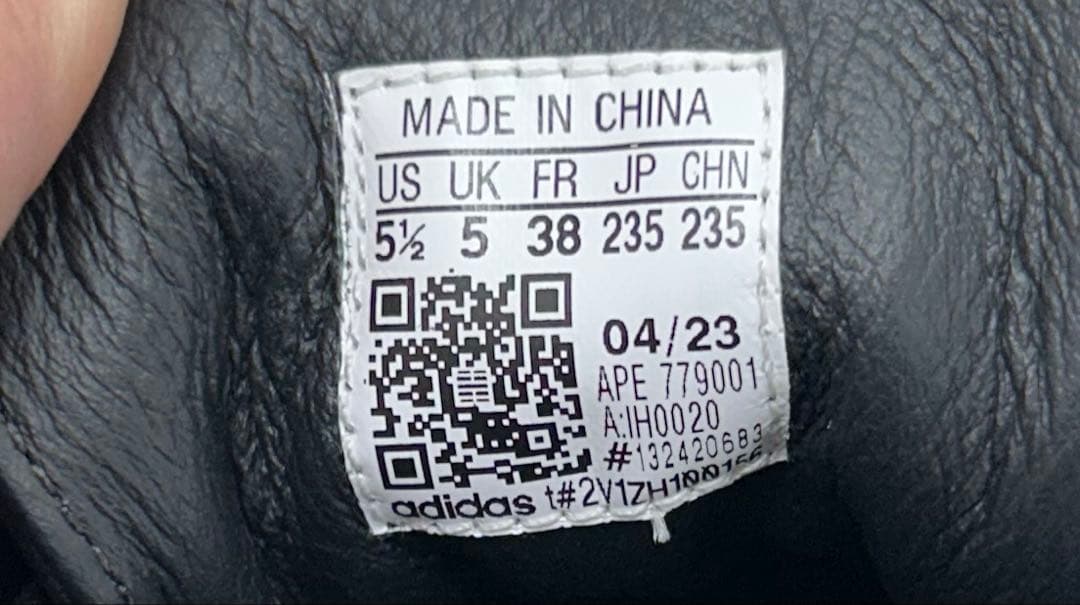 MADE IN CHINA
US UK FR JP CHN
5½ 5 38 235 235
04/23
APE 779001
A:IH0020
#132420683
adidas t#2V1ZH100166